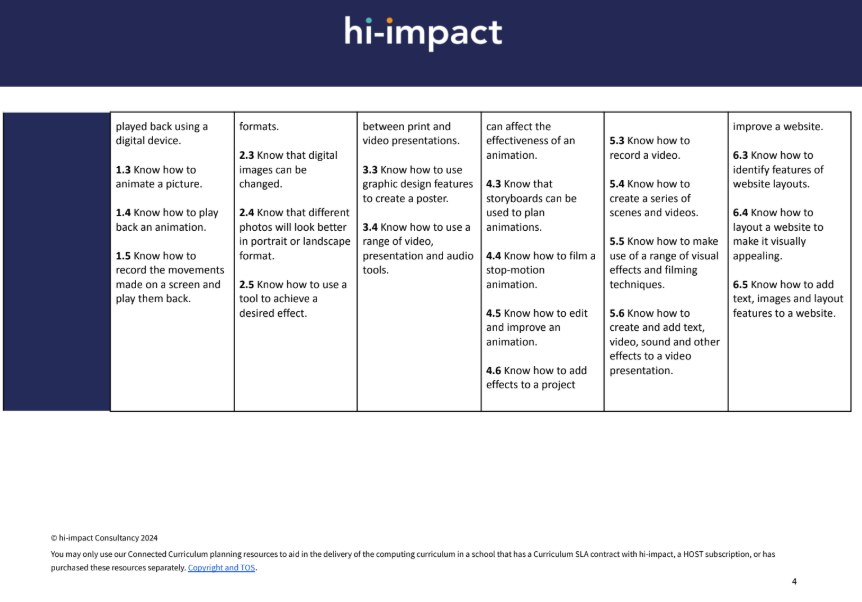 hi-impact
played back using a
digital device.
1.3 Know how to
animate a picture.
1.4 Know how to play
back an animation.
1.5 Know how to
record the movements
made on a screen and
play them back.
formats.
2.3 Know that digital
images can be
changed.
2.4 Know that different
photos will look better
in portrait or landscape
format.
2.5 Know how to use a
tool to achieve a
desired effect.
between print and
video presentations.
3.3 Know how to use
graphic design features
to create a poster.
3.4 Know how to use a
range of video,
presentation and audio
tools.
can affect the
effectiveness of an
animation.
4.3 Know that
storyboards can be
used to plan
animations.
4.4 Know how to film a
stop-motion
animation.
4.5 Know how to edit
and improve an
animation.
4.6 Know how to add
effects to a project
5.3 Know how to
record a video.
5.4 Know how to
create a series of
scenes and videos.
5.5 Know how to make
use of a range of visual
effects and filming
techniques.
5.6 Know how to
create and add text,
video, sound and other
effects to a video
presentation.
improve a website.
6.3 Know how to
identify features of
website layouts.
6.4 Know how to
layout a website to
make it visually
appealing.
6.5 Know how to add
text, images and layout
features to a website.
© hi-impact Consultancy 2024
You may only use our Connected Curriculum planning resources to aid in the delivery of the computing curriculum in a school that has a Curriculum SLA contract with hi-impact, a HOST subscription, or has
purchased these resources separately. Copyright and TOS.
4